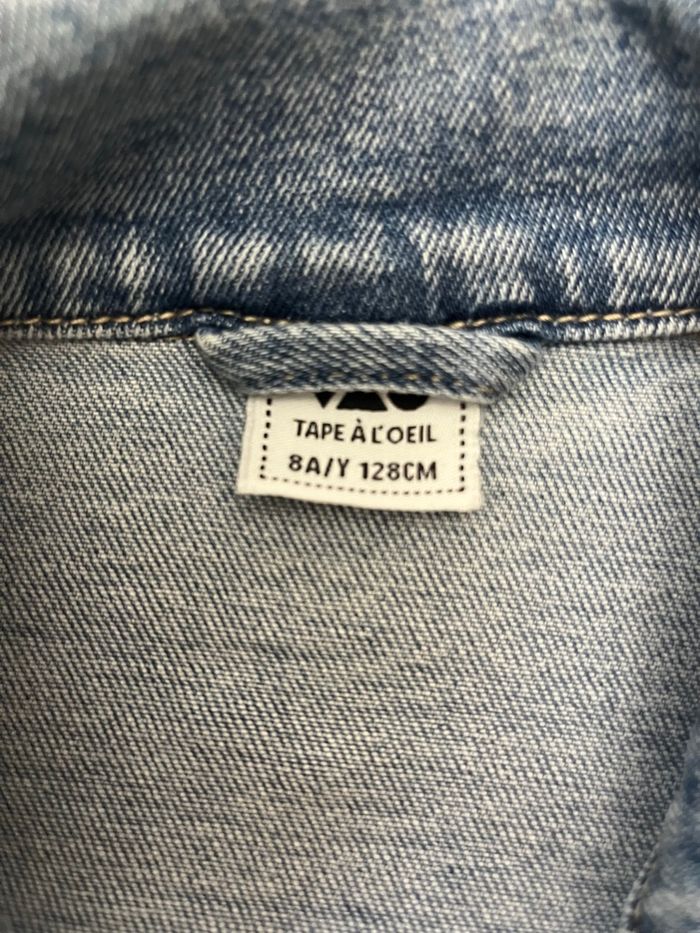 TAPE À L'OEIL
8A/Y 128CM